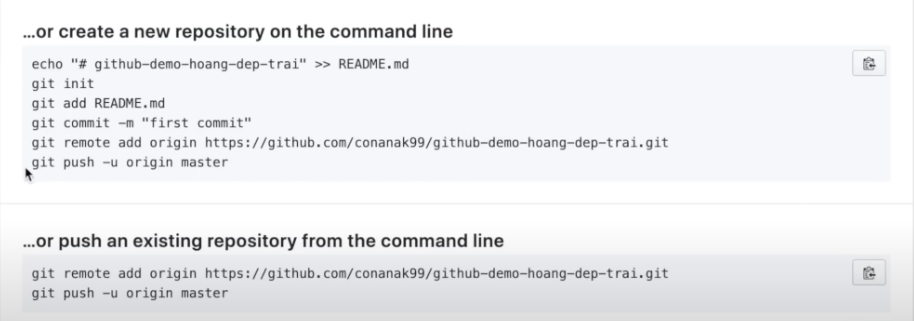 ...or create a new repository on the command line
echo "# github-demo-hoang-dep-trai" >> README.md
git init
git add README.md
git commit -m "first commit"
git remote add origin https://github.com/conanak99/github-demo-hoang-dep-trai.git
git push -u origin master
...or push an existing repository from the command line
git remote add origin https://github.com/conanak99/github-demo-hoang-dep-trai.git
git push -u origin master